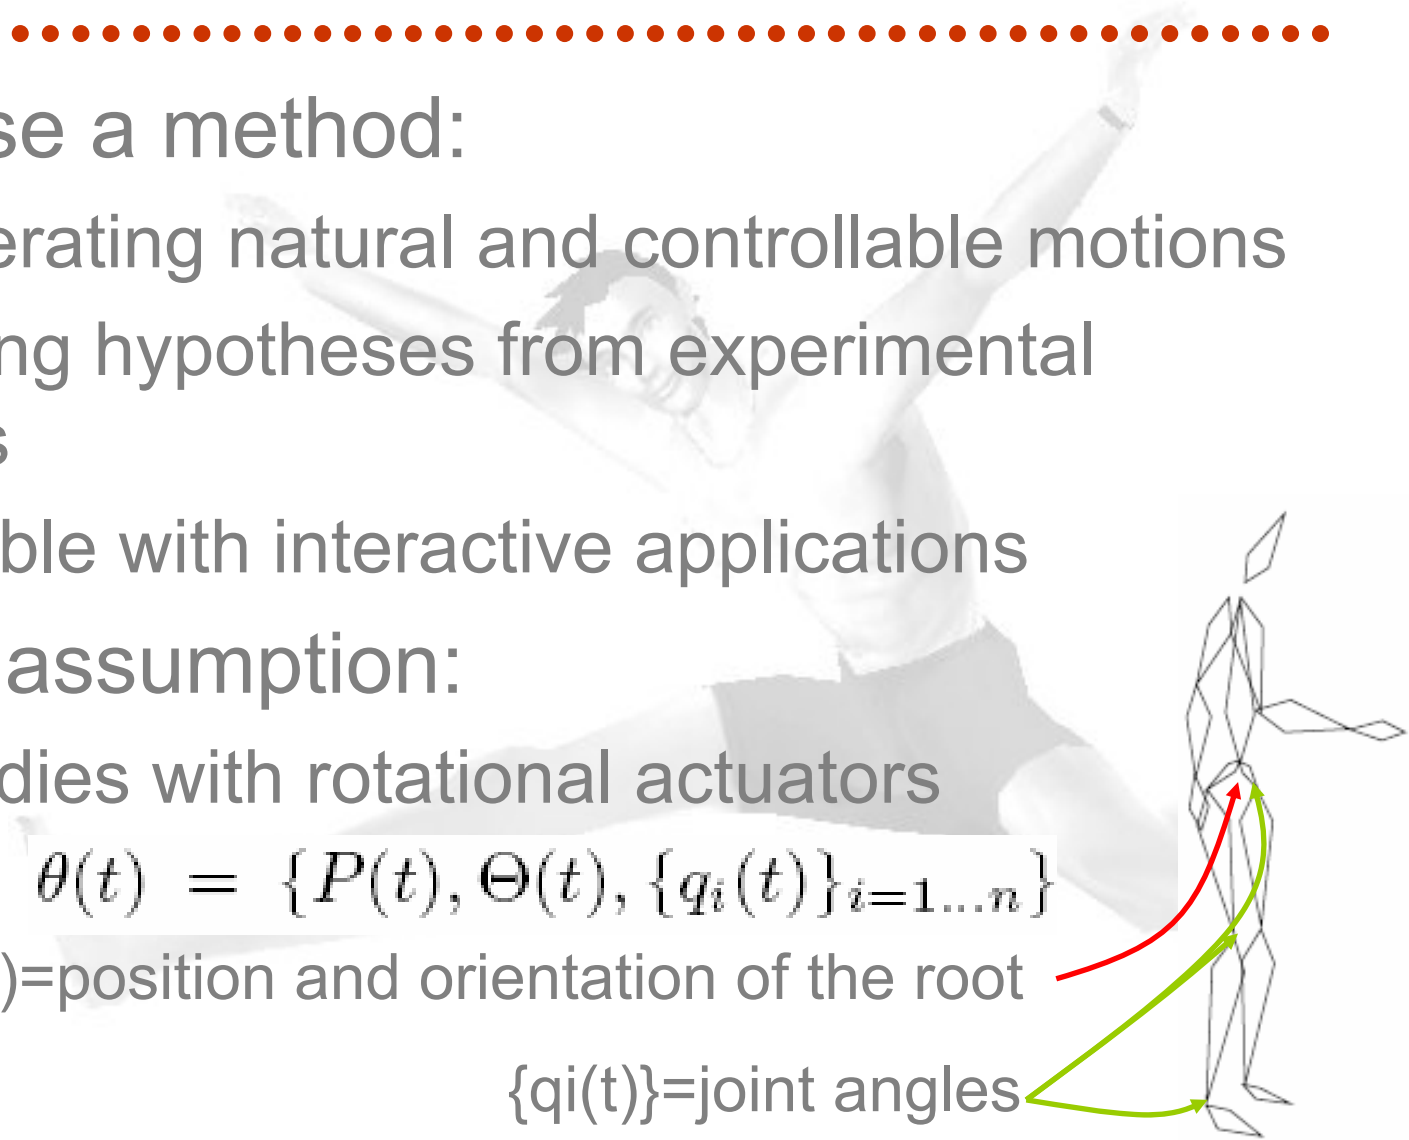 se a method:
erating natural and controllable motions
ng hypotheses from experimental
s
ble with interactive applications
assumption:
dies with rotational actuators
θ(t) = {P(t), Θ(t), {qᵢ(t)}ᵢ₌₁...ₙ}
)=position and orientation of the root
{qi(t)}=joint angles